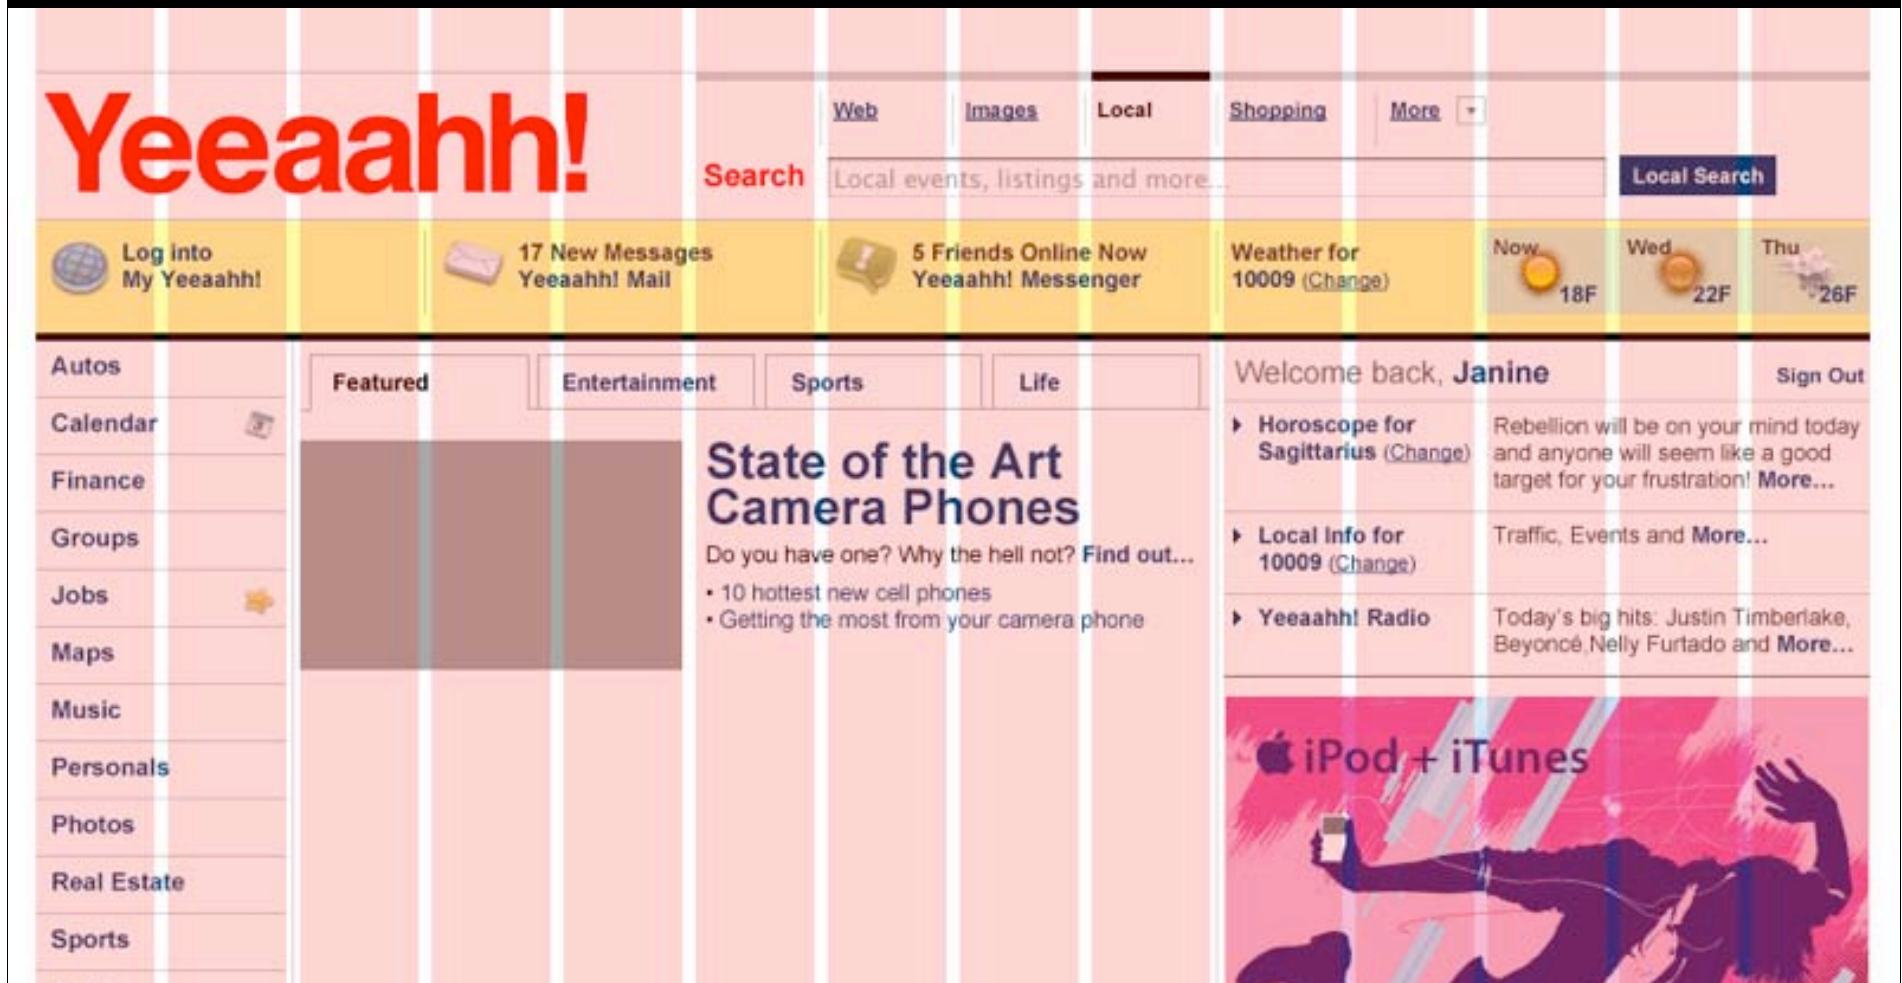 Yeeaahh!
Web Images Local Shopping More
Search Local events, listings and more... Local Search
Log into
My Yeeaahh!
17 New Messages
Yeeaahh! Mail
5 Friends Online Now
Yeeaahh! Messenger
Weather for
10009 (Change)
Now 18F
Wed 22F
Thu -26F
Autos
Calendar
Finance
Groups
Jobs
Maps
Music
Personals
Photos
Real Estate
Sports
Featured Entertainment Sports Life
State of the Art
Camera Phones
Do you have one? Why the hell not? Find out...
• 10 hottest new cell phones
• Getting the most from your camera phone
Welcome back, Janine Sign Out
Horoscope for
Sagittarius (Change)
Rebellion will be on your mind today
and anyone will seem like a good
target for your frustration! More...
Local Info for
10009 (Change)
Traffic, Events and More...
Yeeaahh! Radio
Today's big hits: Justin Timberlake,
Beyoncé,Nelly Furtado and More...
iPod + iTunes